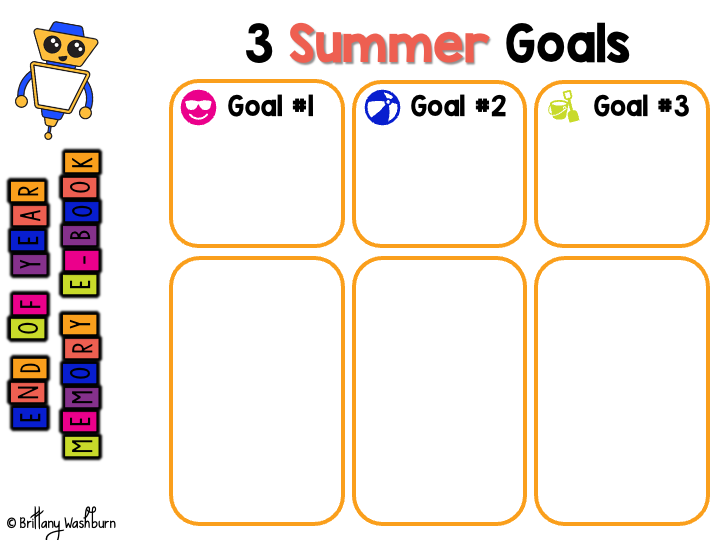 3 Summer Goals
Goal #1
Goal #2
Goal #3
END OF YEAR
MEMORY E-BOOK
© Brittany Washburn